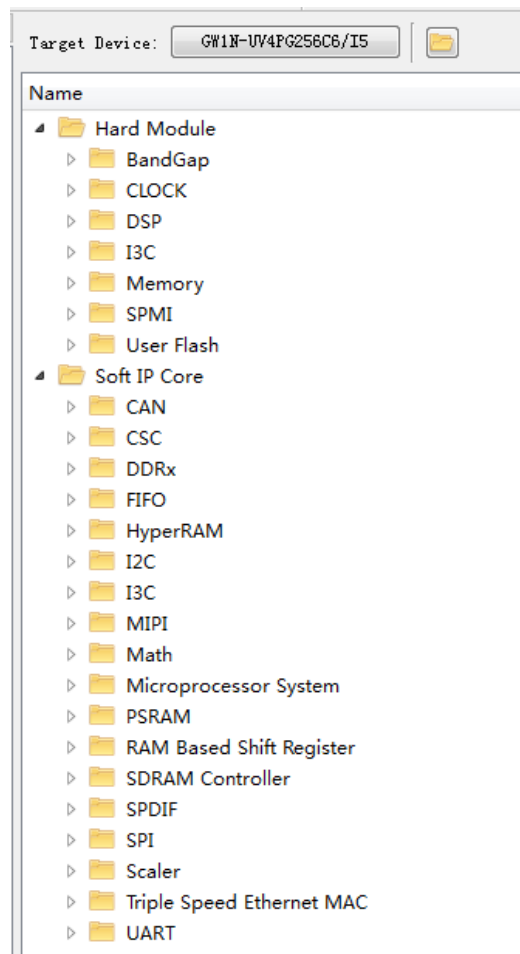 Target Device: GW1N-UV4PG256C6/I5
Name
Hard Module
BandGap
CLOCK
DSP
I3C
Memory
SPMI
User Flash
Soft IP Core
CAN
CSC
DDRx
FIFO
HyperRAM
I2C
I3C
MIPI
Math
Microprocessor System
PSRAM
RAM Based Shift Register
SDRAM Controller
SPDIF
SPI
Scaler
Triple Speed Ethernet MAC
UART